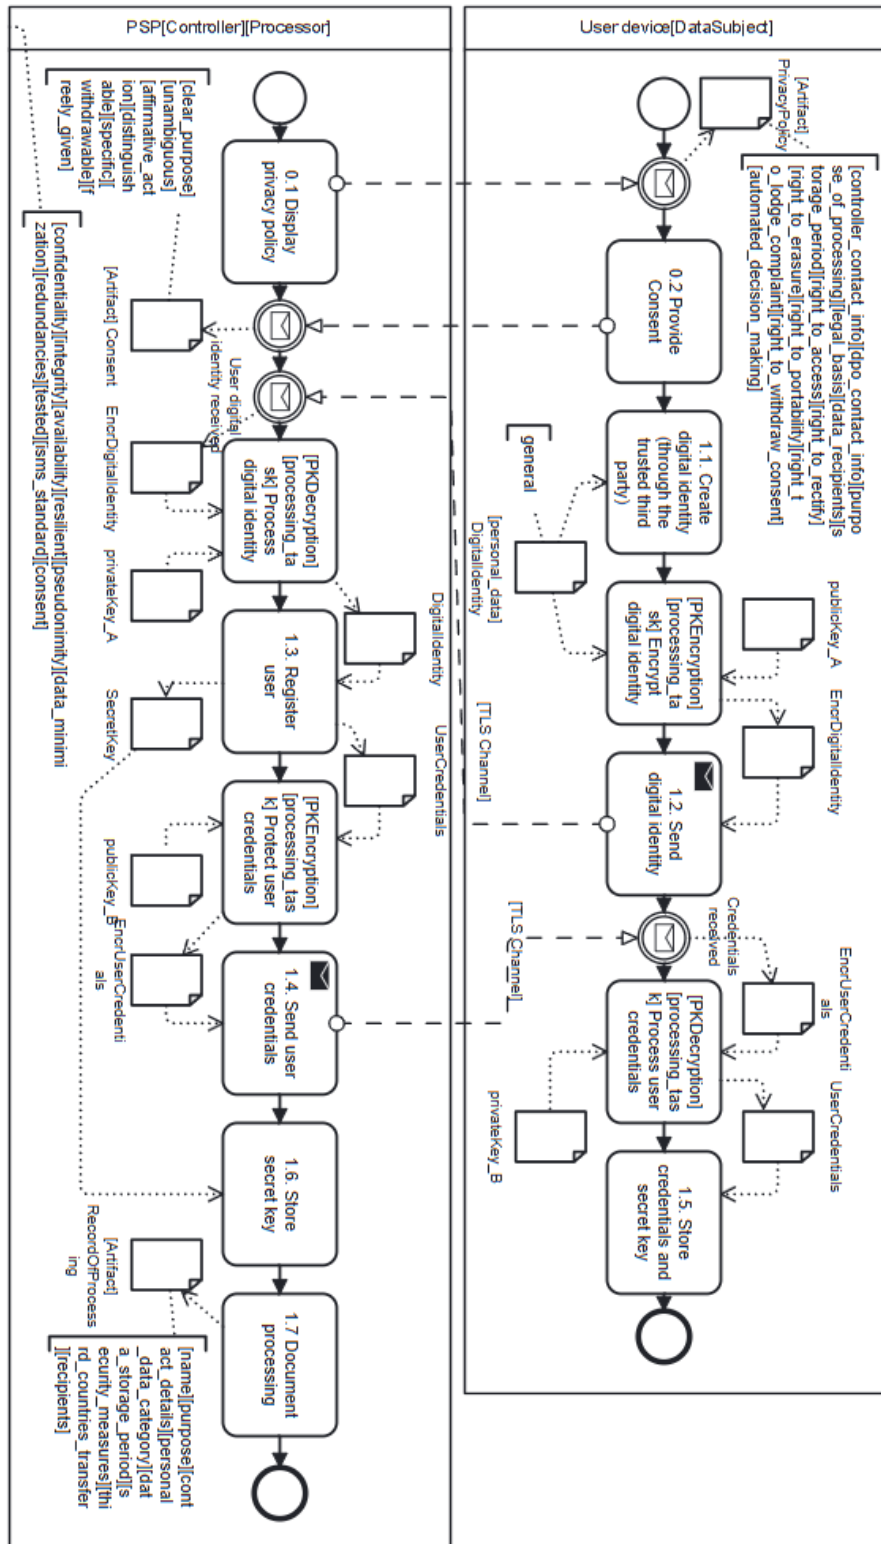 PSP[Controller][Processor]
[clear_purpose]
[unambiguous]
[affirmative_act
ion][distinguish
able][specific][
withdrawable][f
reely_given]
[confidentiality][integrity][availability][resilient][pseudonimity][data_minimi
zation][redundancies][tested][isms_standard][consent]
0.1 Display
privacy policy
[Artifact] Consent
User digital
identity received
EncrDigitalIdentity
[PKDecryption]
[processing_ta
sk] Process
digital identity
privateKey_A
DigitalIdentity
1.3. Register
user
SecretKey
UserCredentials
[PKEncryption]
[processing_tas
k] Protect user
credentials
publicKey_B
EncrUserCredenti
als
1.4. Send user
credentials
1.6. Store
secret key
[Artifact]
RecordOfProcess
ing
1.7 Document
processing
[name][purpose][cont
act_details][personal
_data_category][dat
a_storage_period][s
ecurity_measures][thi
rd_countries_transfer
][recipients]
User device[DataSubject]
[Artifact]
PrivacyPolicy
[controller_contact_info][dpo_contact_info][purpo
se_of_processing][legal_basis][data_recipients][s
torage_period][right_to_access][right_to_rectify]
[right_to_erasure][right_to_portability][right_t
o_lodge_complaint][right_to_withdraw_consent]
[automated_decision_making]
0.2 Provide
Consent
1.1. Create
digital identity
(through the
trusted third
party)
general
[personal_data]
DigitalIdentity
[PKEncryption]
[processing_ta
sk] Encrypt
digital identity
publicKey_A
EncrDigitalIdentity
[TLS Channel]
1.2. Send
digital identity
Credentials
received
[TLS Channel]
EncrUserCredenti
als
[PKDecryption]
[processing_tas
k] Process user
credentials
privateKey_B
UserCredentials
1.5. Store
credentials and
secret key